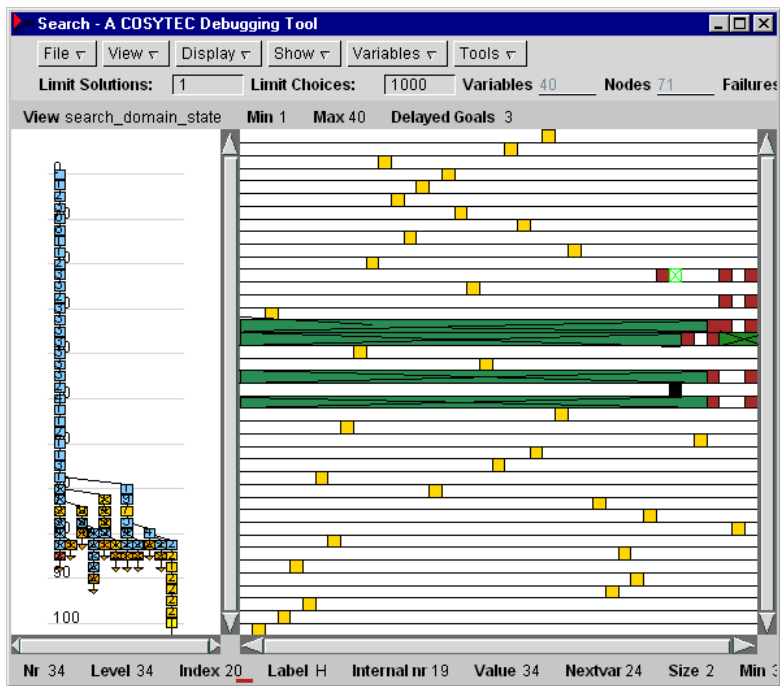 Search - A COSYTEC Debugging Tool
File View Display Show Variables Tools
Limit Solutions: 1 Limit Choices: 1000 Variables 40 Nodes 71 Failures
View search_domain_state Min 1 Max 40 Delayed Goals 3
90
100
Nr 34 Level 34 Index 20 Label H Internal nr 19 Value 34 Nextvar 24 Size 2 Min